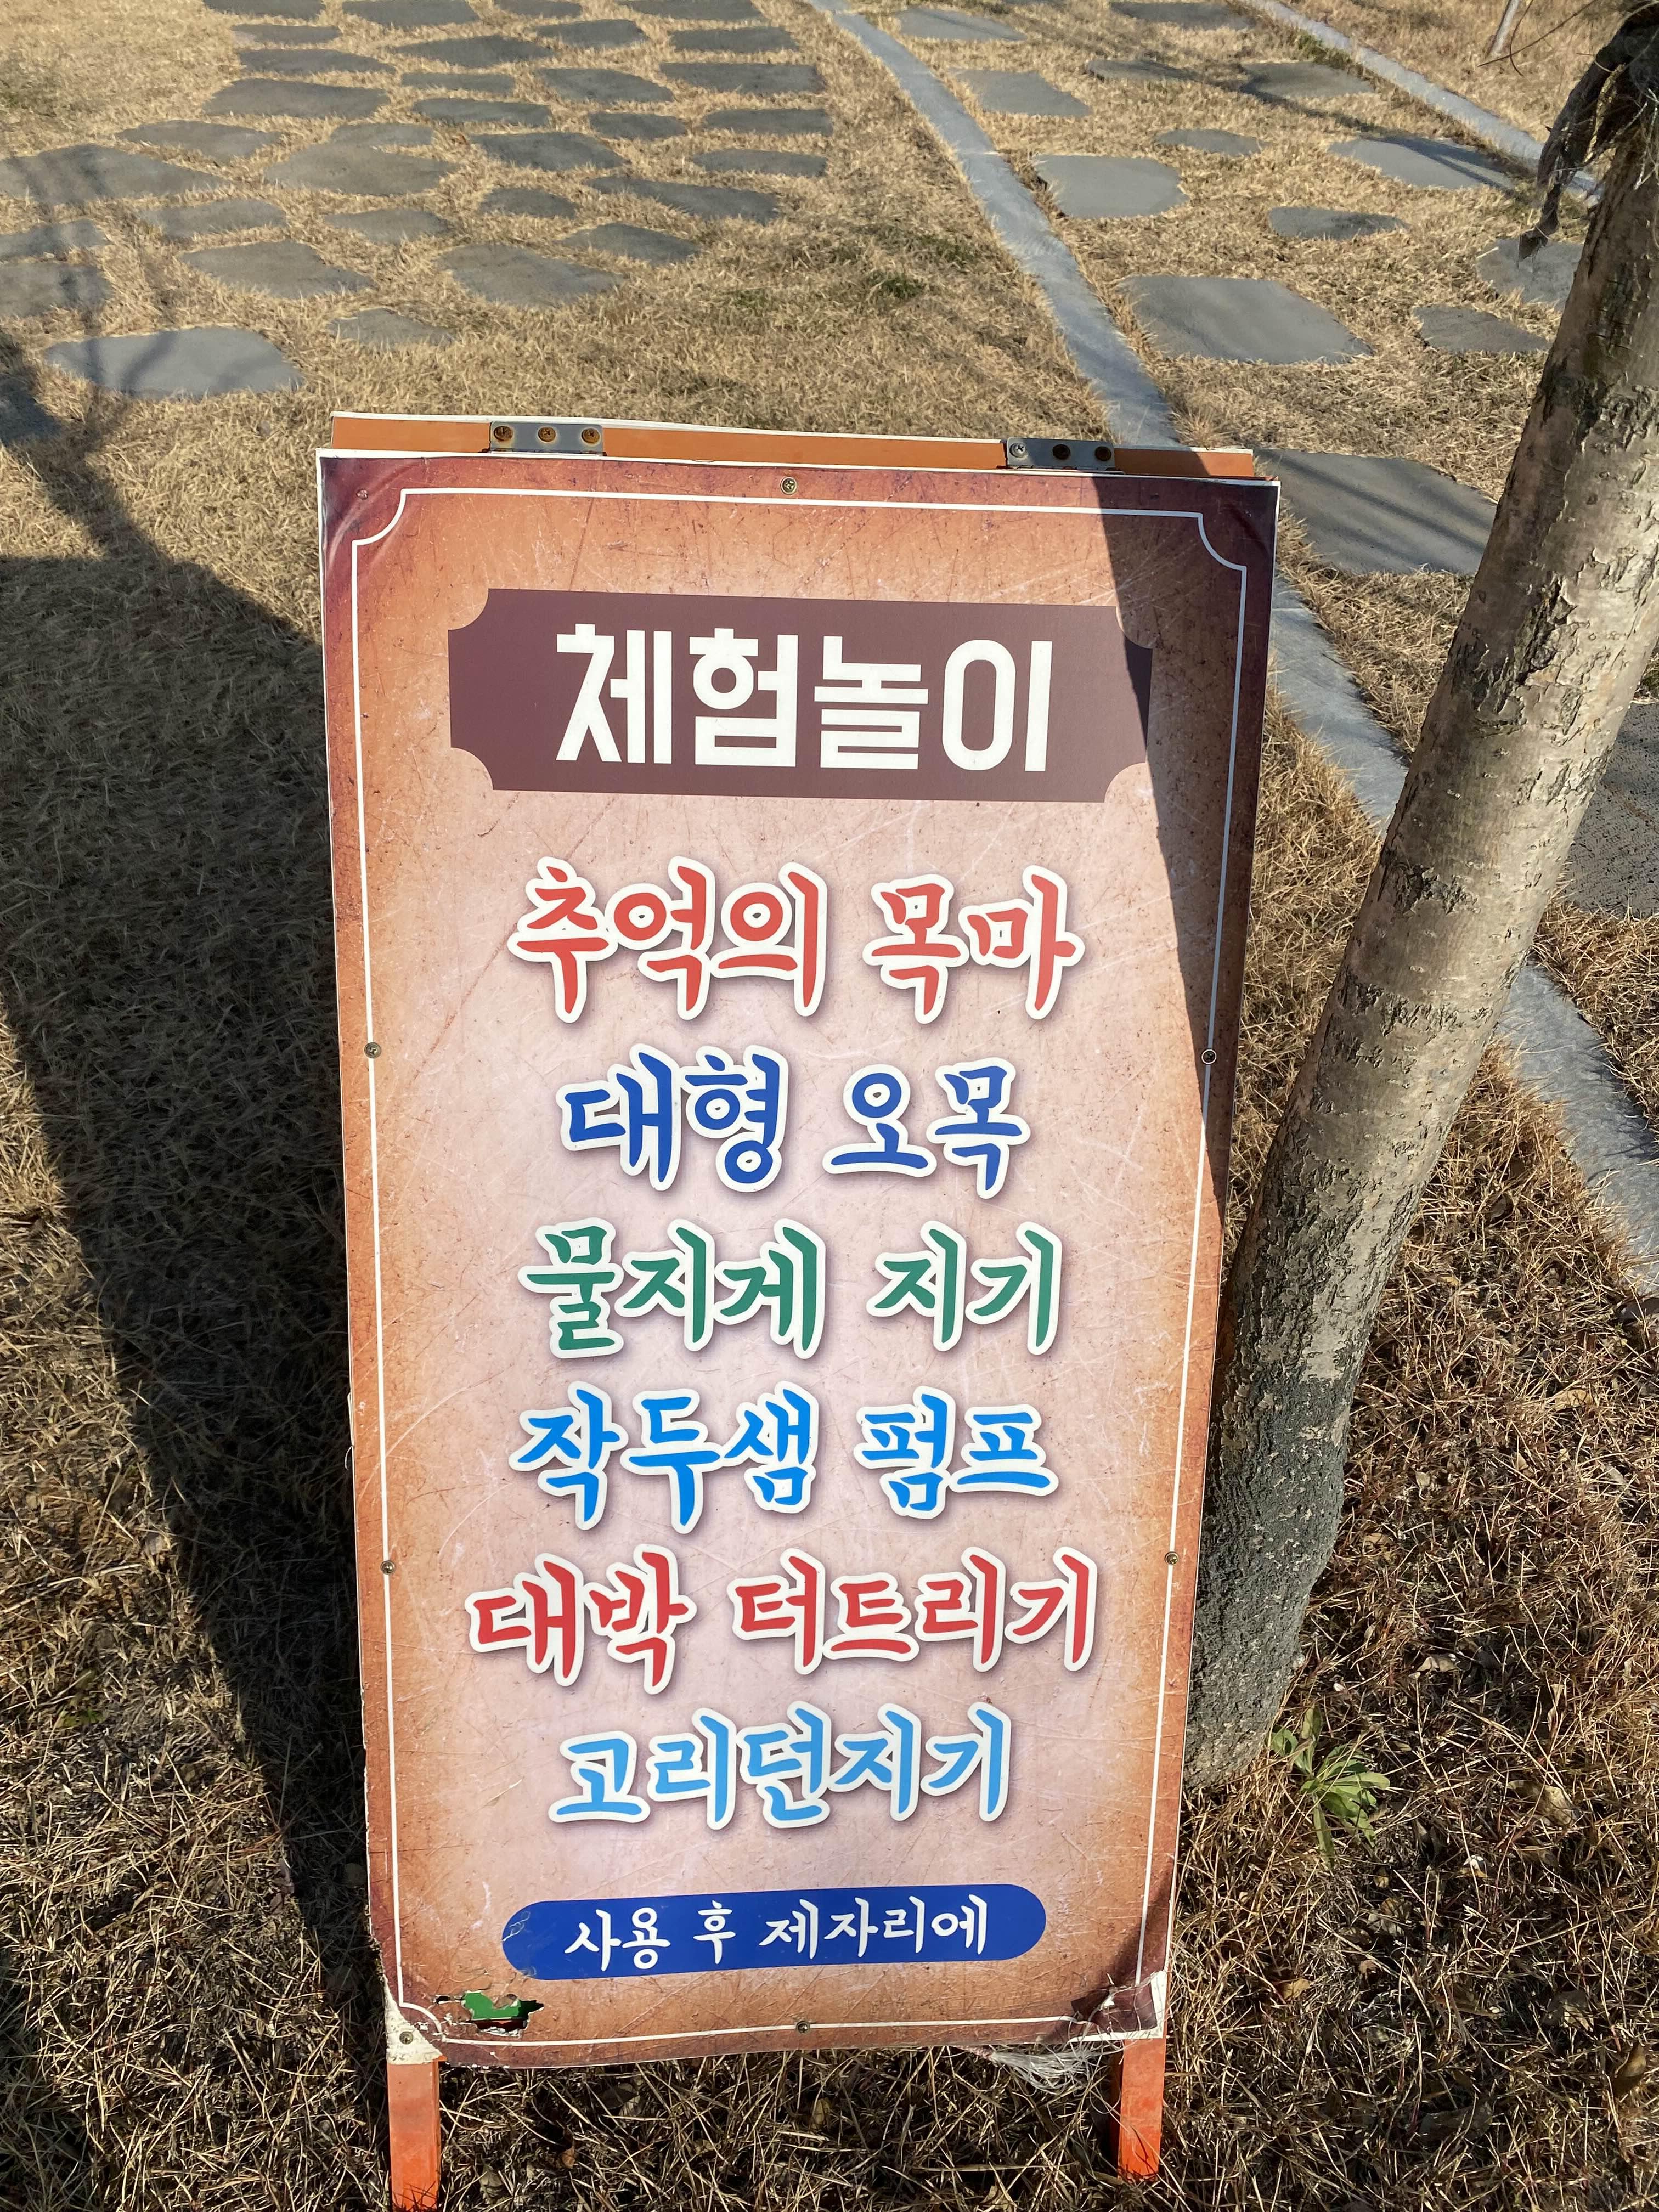 체험놀이
추억의 목마
대형 오목
물지게 지기
작두샘 펌프
대박 터트리기
고리던지기
사용 후 제자리에